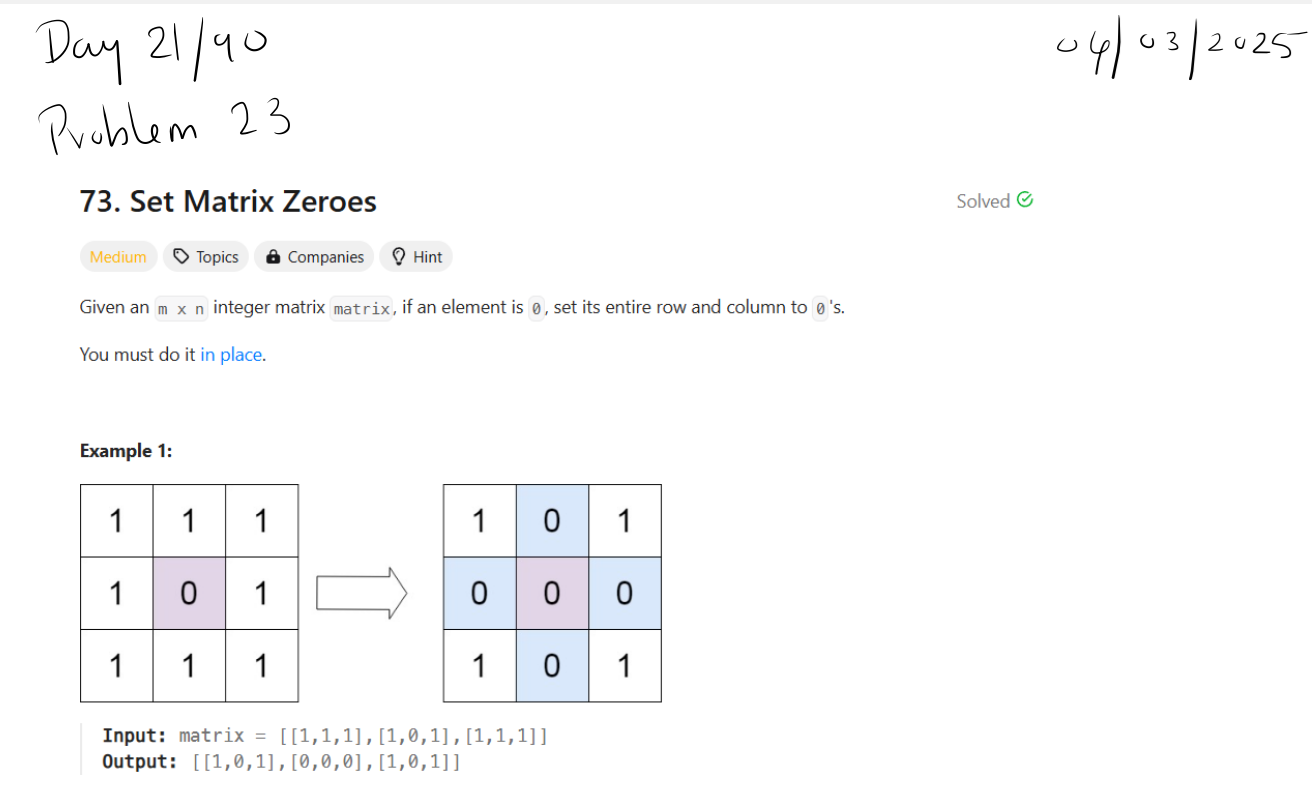 Day 21/90
04/03/2025
Problem 23
73. Set Matrix Zeroes
Solved
Medium Topics Companies Hint
Given an m x n integer matrix matrix, if an element is 0, set its entire row and column to 0's.
You must do it in place.
Example 1:
1 1 1 1 0 1
1 0 1 0 0 0
1 1 1 1 0 1
Input: matrix = [[1,1,1],[1,0,1],[1,1,1]]
Output: [[1,0,1],[0,0,0],[1,0,1]]